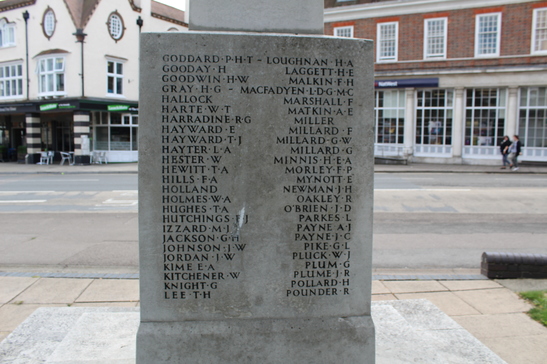 GODDARD·P·H·T - LOUGHNAN·H·A
GOODAY·H LAGGETT·H·E
GOODWIN·H·W MALKIN·F·H
GRAY·H·G - MACFADYEN·L·D·G·MC
HALLOCK MARSHALL·F
HARTE·W·T MATKIN·A·E
HARRADINE·R·G MILLER
HAYWARD·E MILLARD·F
HAYWARD·T·J MILLARD·G·W
HAYTER·L·A MILLARD·G
HESTER·W MINNIS·H·E·A
HEWITT·T·A MORLEY·F·P
HILLS·F·A MYNOTT·E
HOLLAND NEWMAN·J·H
HOLMES·W·A OAKLEY·R
HUGHES·T·A O'BRIEN·J·D
HUTCHINGS·E·J PARKES·L
IZZARD·M·J PAYNE·A·J
JACKSON·G·H PAYNE·J·C
JOHNSON·J·W PIKE·G·L
JORDAN·J·W PLUCK·W·J
KIME·E·A PLUM·G
KITCHENER·W PLUME·J·R
KNIGHT·G POLLARD·H
LEE·T·H POUNDER·R